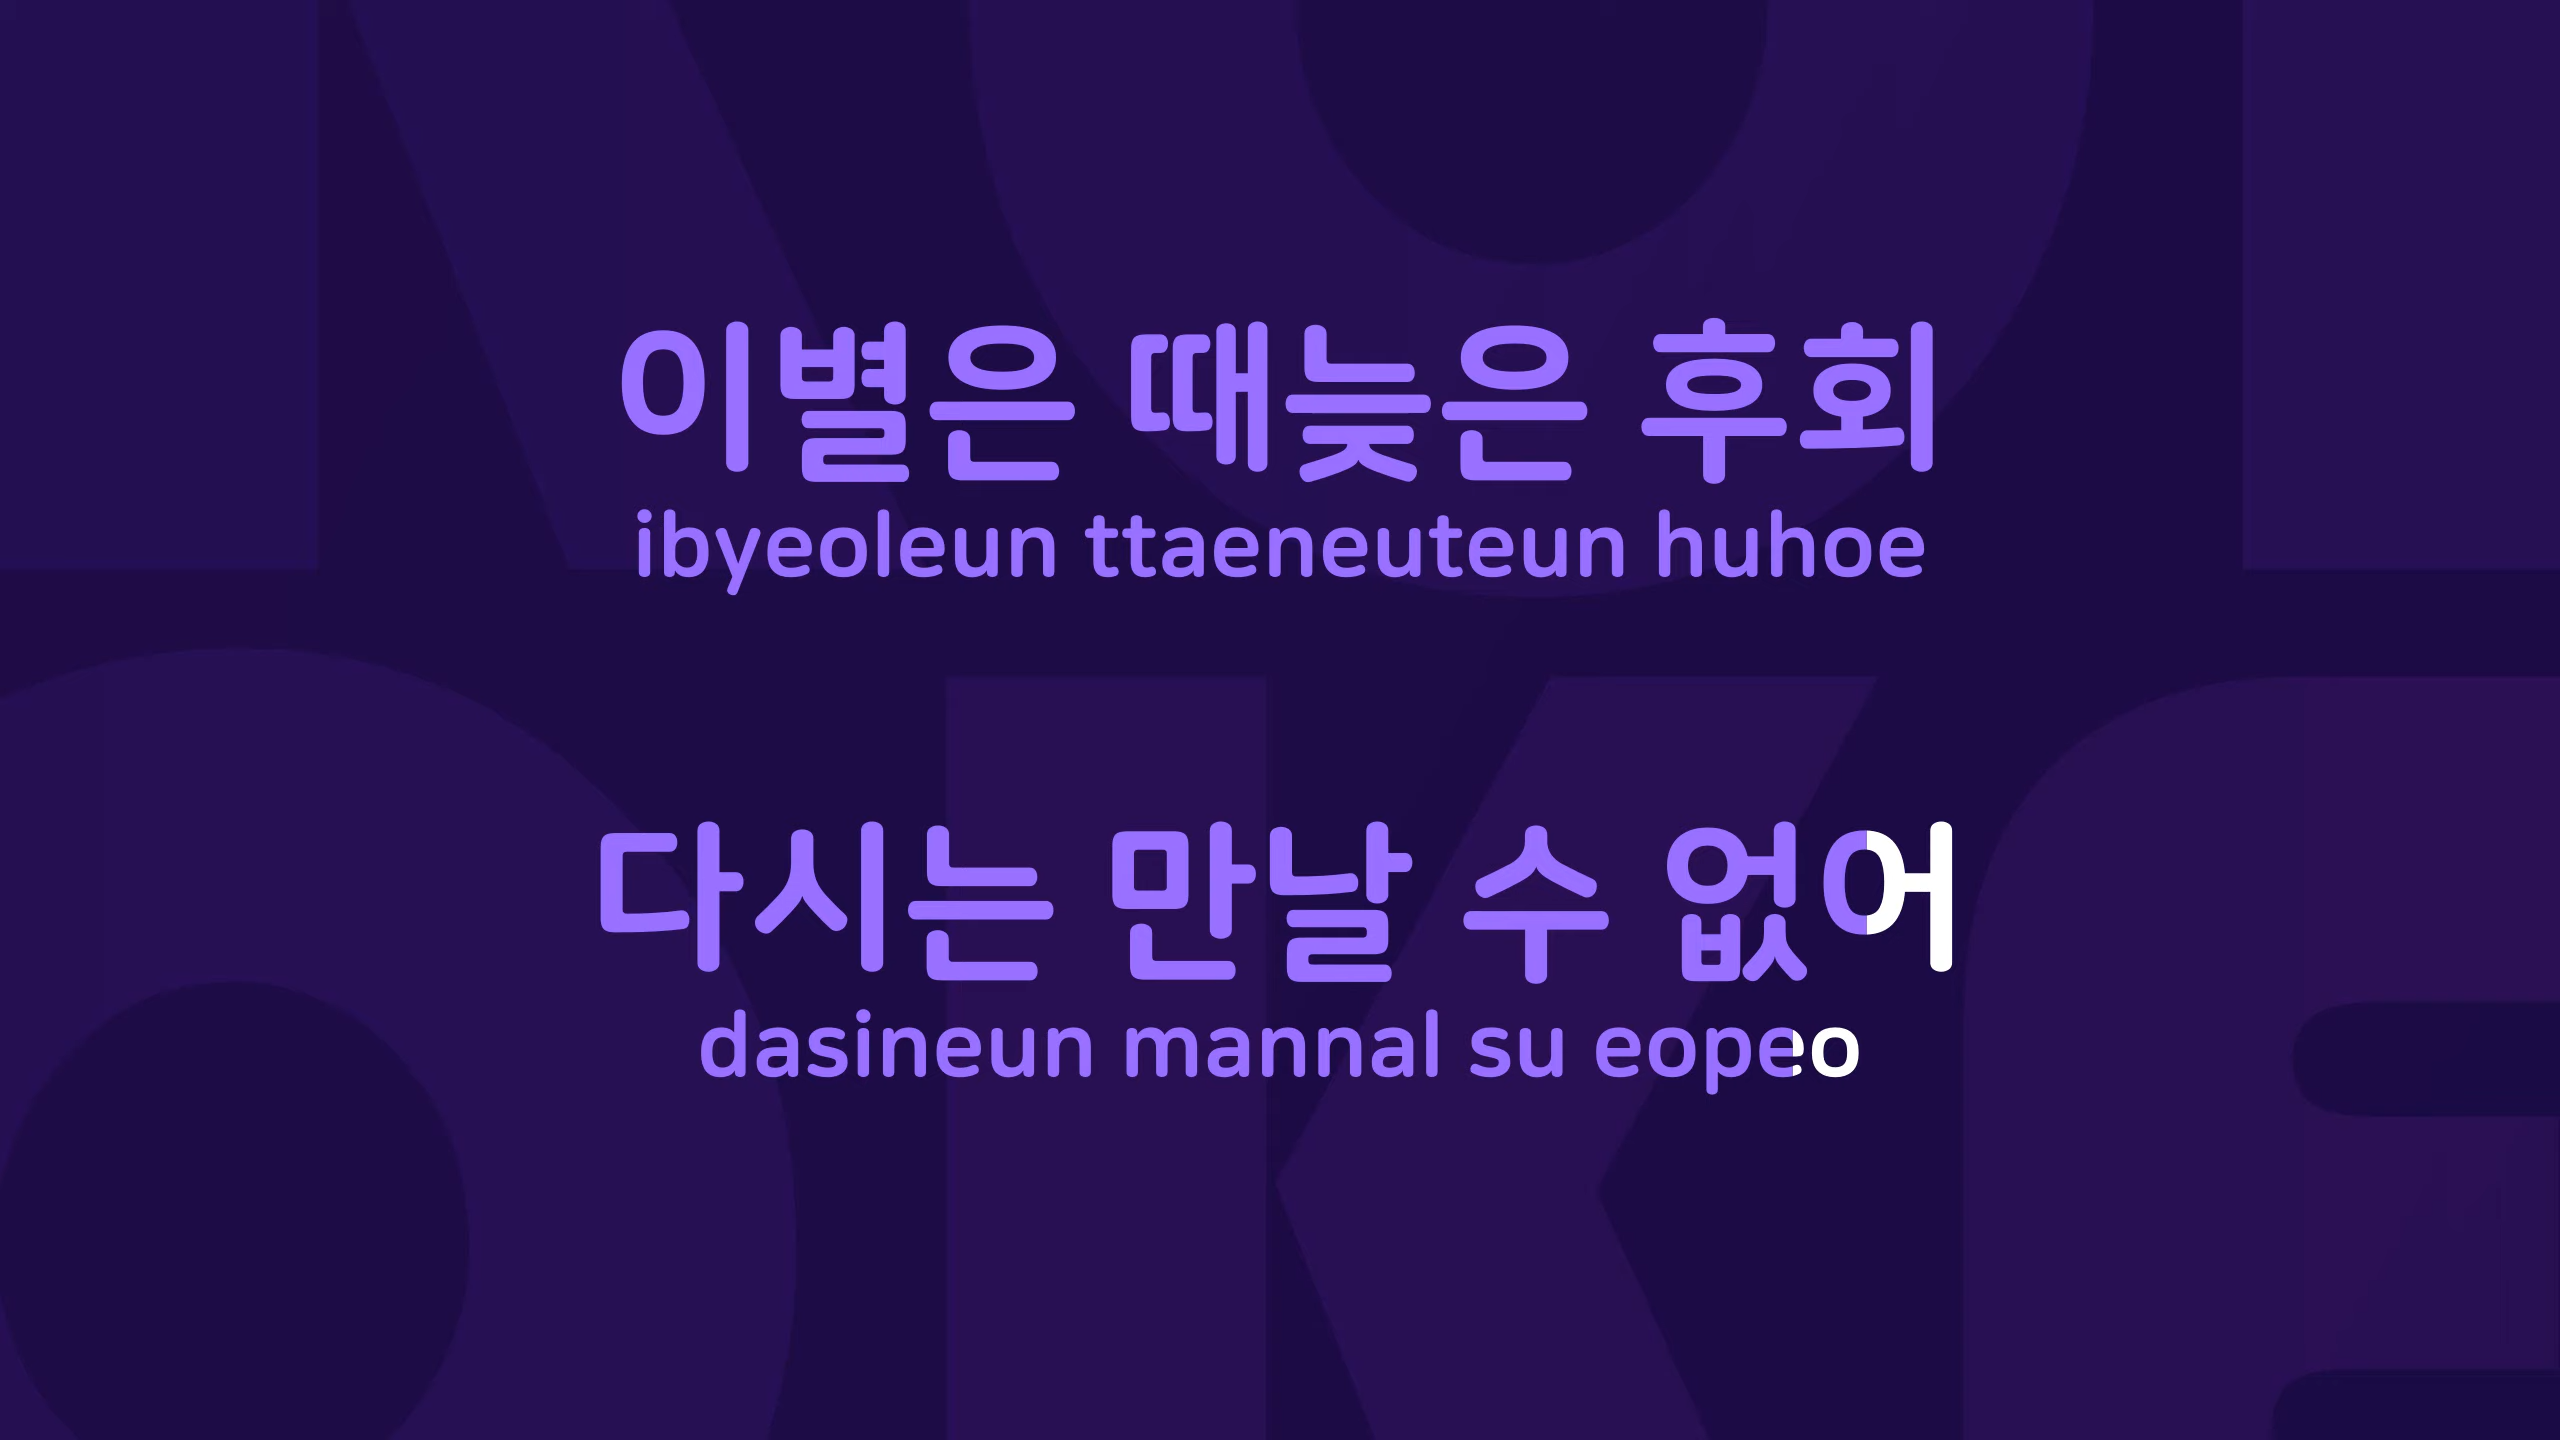 이별은 때늦은 후회
ibyeoleun ttaeneuteun huhoe
다시는 만날 수 없어
dasineun mannal su eopeo